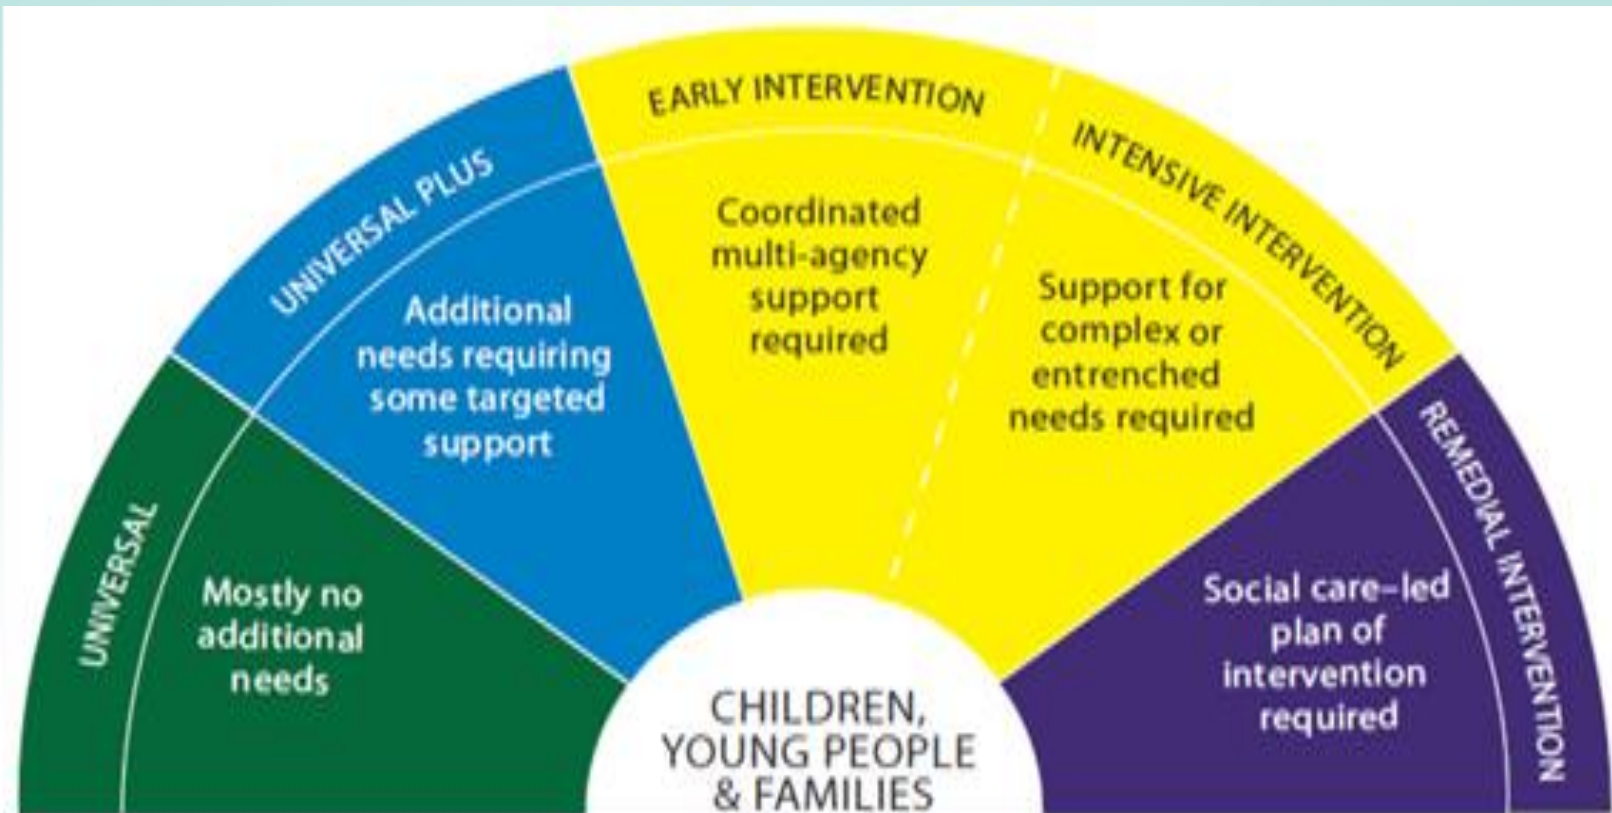 UNIVERSAL
Mostly no
additional
needs
UNIVERSAL PLUS
Additional
needs requiring
some targeted
support
EARLY INTERVENTION
Coordinated
multi-agency
support
required
INTENSIVE INTERVENTION
Support for
complex or
entrenched
needs required
REMEDIAL INTERVENTION
Social care–led
plan of
intervention
required
CHILDREN,
YOUNG PEOPLE
& FAMILIES